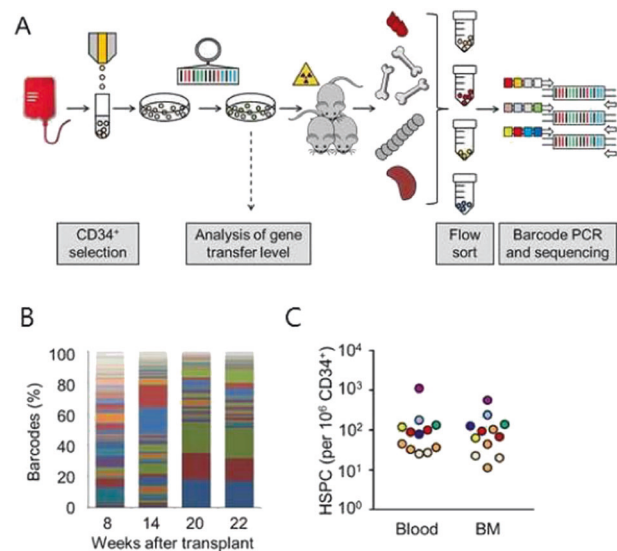 A
CD34⁺
selection
Analysis of gene
transfer level
Flow
sort
Barcode PCR
and sequencing
B
Barcodes (%)
100
80
60
40
20
0
8 14 20 22
Weeks after transplant
C
HSPC (per 10⁶ CD34⁺)
10⁴
10³
10²
10¹
10⁰
Blood BM